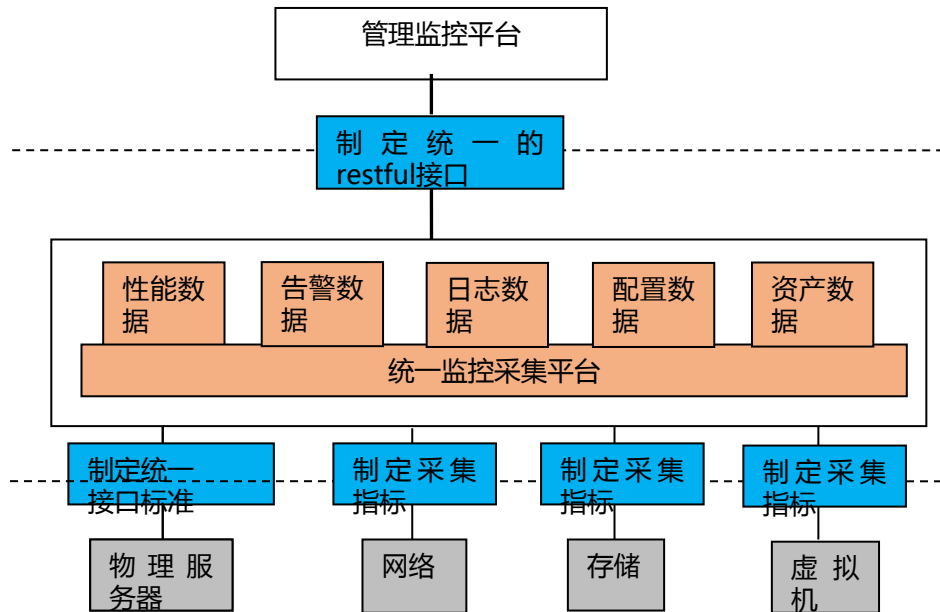 管理监控平台
制定统一的
restful接口
性能数
据
告警数
据
日志数
据
配置数
据
资产数
据
统一监控采集平台
制定统一
接口标准
制定采集
指标
制定采集
指标
制定采集
指标
物理服
务器
网络
存储
虚拟
机